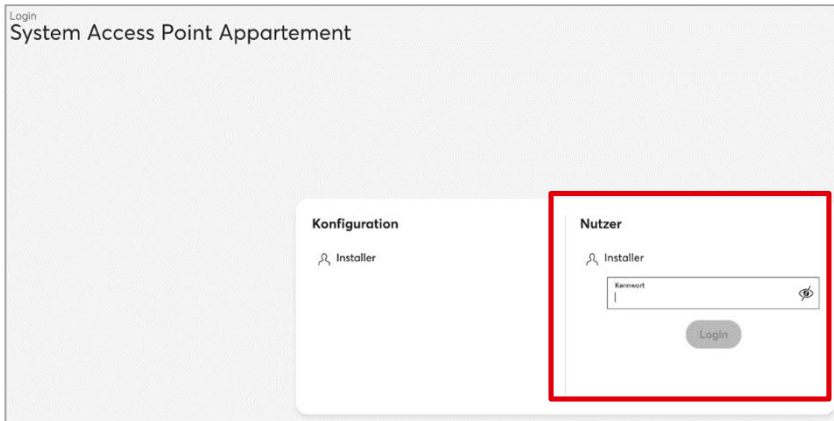 Login
System Access Point Appartement
Konfiguration
Installer
Nutzer
Installer
Kennwort
Login